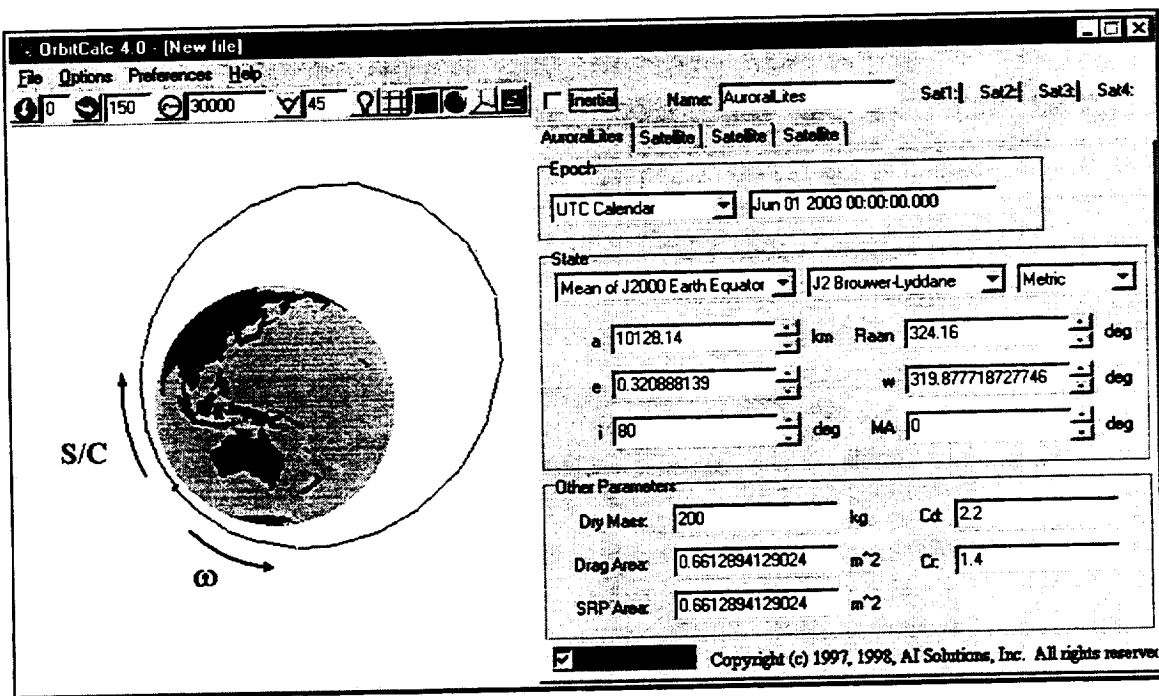 OrbitCalc 4.0 - [New file]
File Options Preferences Help
0 150 30000 45
Inertial Name: AuroralLites Sat1: Sat2: Sat3: Sat4:
AuroralLites Satellite Satellite Satellite
Epoch
UTC Calendar Jun 01 2003 00:00:00.000
State
Mean of J2000 Earth Equator J2 Brouwer-Lyddane Metric
a 10128.14 km Raan 324.16 deg
e 0.320888139 w 319.877718727746 deg
i 80 deg MA 0 deg
S/C
ω
Other Parameters
Dry Mass: 200 kg Cd: 2.2
Drag Area: 0.6612894129024 m^2 Cr: 1.4
SRP Area: 0.6612894129024 m^2
Copyright (c) 1997, 1998, AI Solutions, Inc. All rights reserved